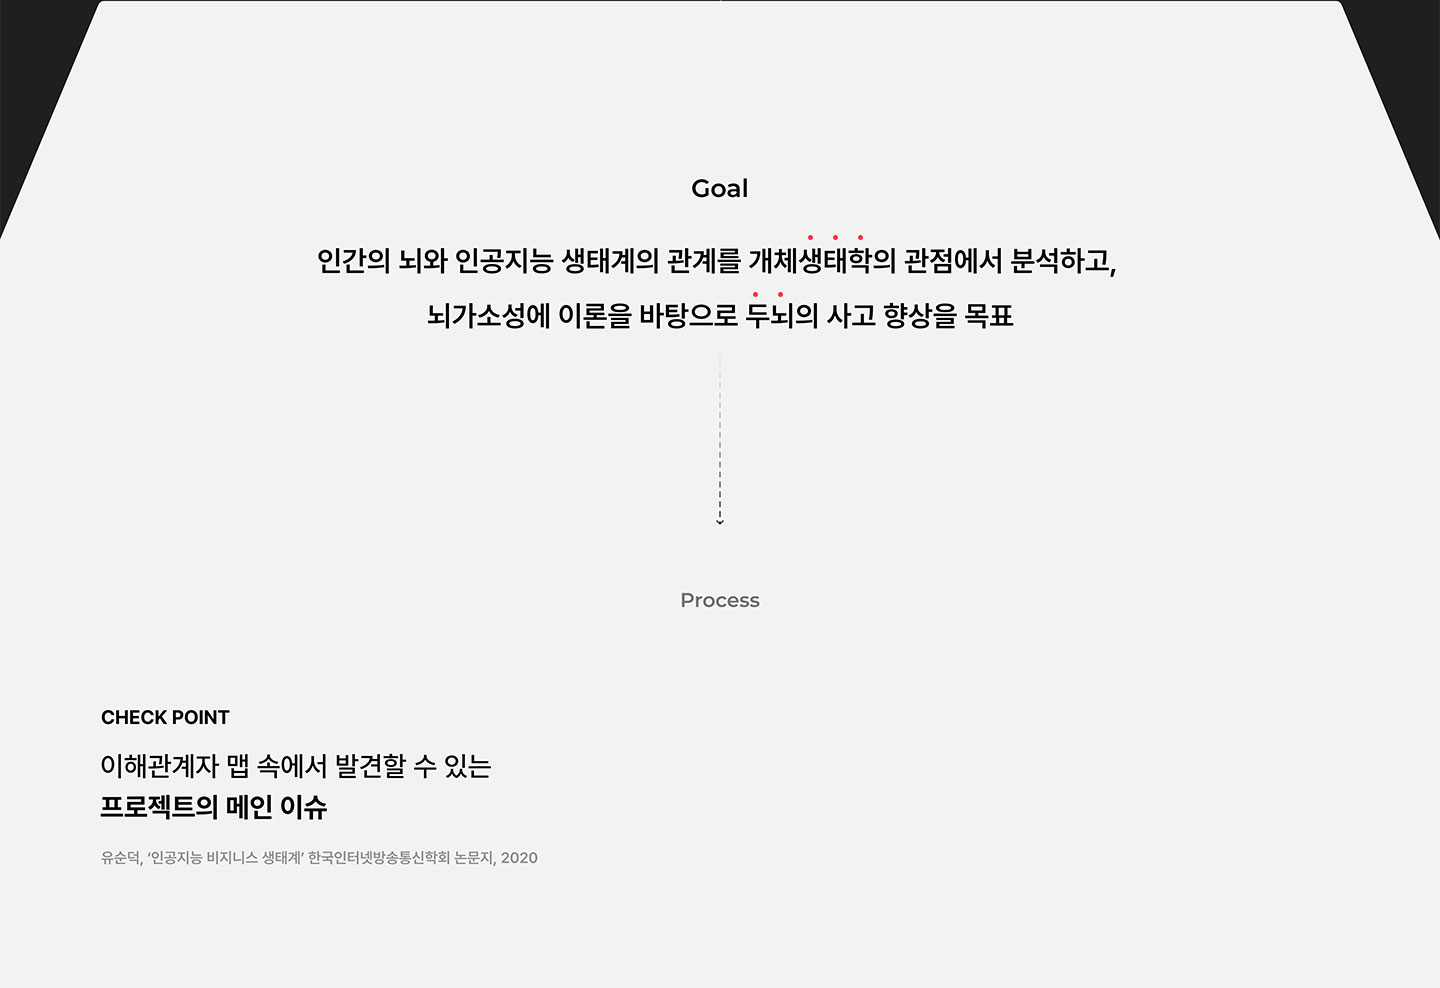 Goal
인간의 뇌와 인공지능 생태계의 관계를 개체생태학의 관점에서 분석하고,
뇌가소성에 이론을 바탕으로 두뇌의 사고 향상을 목표
Process
CHECK POINT
이해관계자 맵 속에서 발견할 수 있는
프로젝트의 메인 이슈
유순덕, ‘인공지능 비지니스 생태계’ 한국인터넷방송통신학회 논문지, 2020